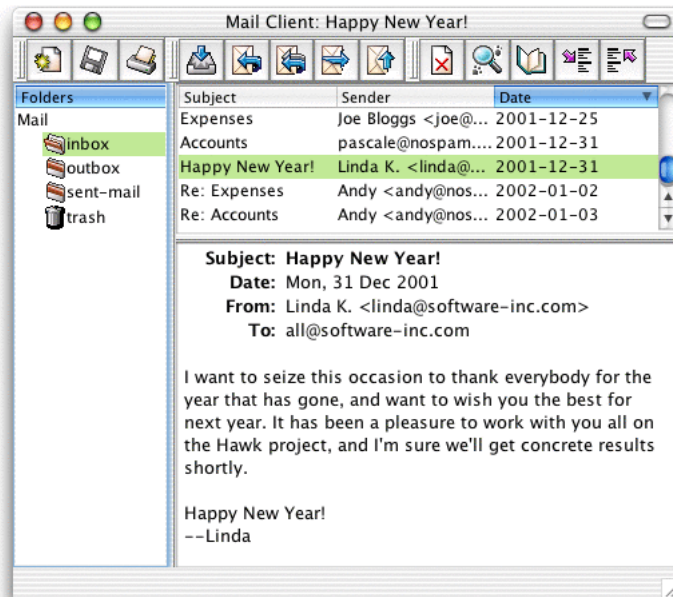 Mail Client: Happy New Year!
Folders
Mail
inbox
outbox
sent-mail
trash
Subject Sender Date
Expenses Joe Bloggs <joe@... 2001-12-25
Accounts pascale@nospam.... 2001-12-31
Happy New Year! Linda K. <linda@... 2001-12-31
Re: Expenses Andy <andy@nos... 2002-01-02
Re: Accounts Andy <andy@nos... 2002-01-03
Subject: Happy New Year!
Date: Mon, 31 Dec 2001
From: Linda K. <linda@software-inc.com>
To: all@software-inc.com
I want to seize this occasion to thank everybody for the
year that has gone, and want to wish you the best for
next year. It has been a pleasure to work with you all on
the Hawk project, and I'm sure we'll get concrete results
shortly.
Happy New Year!
--Linda